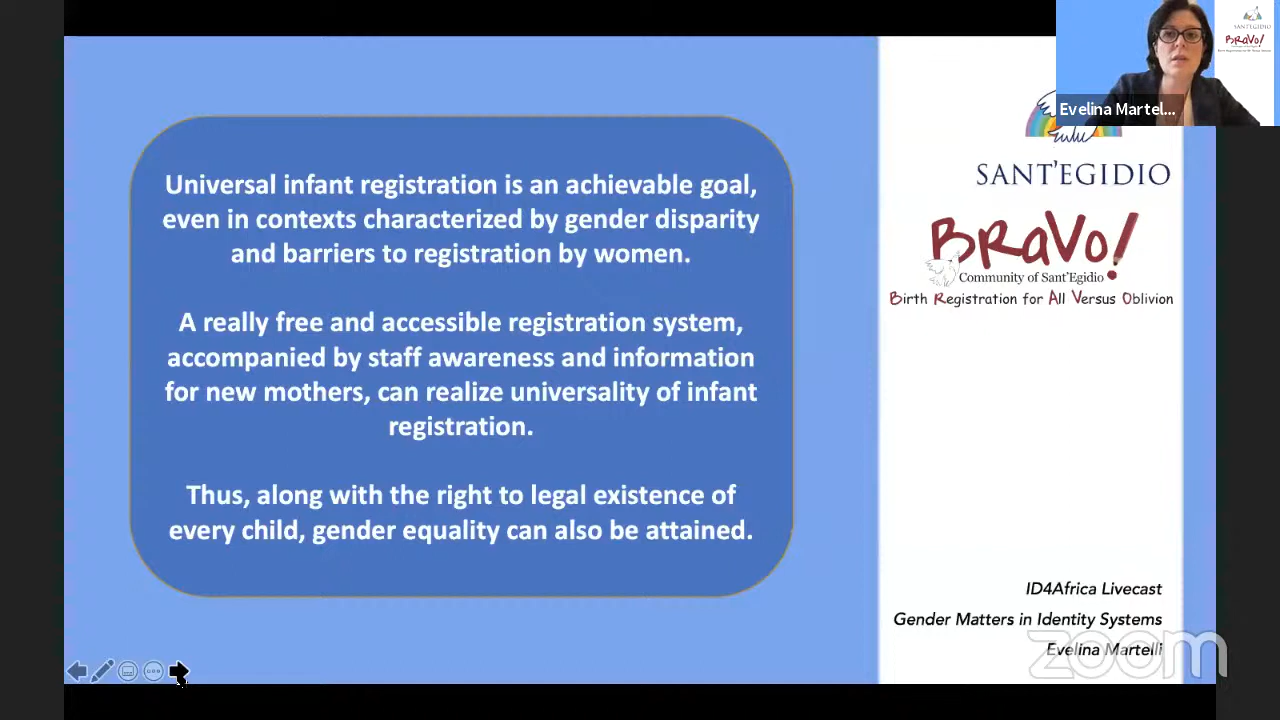 Universal infant registration is an achievable goal,
even in contexts characterized by gender disparity
and barriers to registration by women.
A really free and accessible registration system,
accompanied by staff awareness and information
for new mothers, can realize universality of infant
registration.
Thus, along with the right to legal existence of
every child, gender equality can also be attained.
Evelina Martel...
SANT'EGIDIO
BRaVo!
Community of Sant'Egidio
Birth Registration for All Versus Oblivion
ID4Africa Livecast
Gender Matters in Identity Systems
Evelina Martelli
zoom
SANT'EGIDIO
BRaVo!